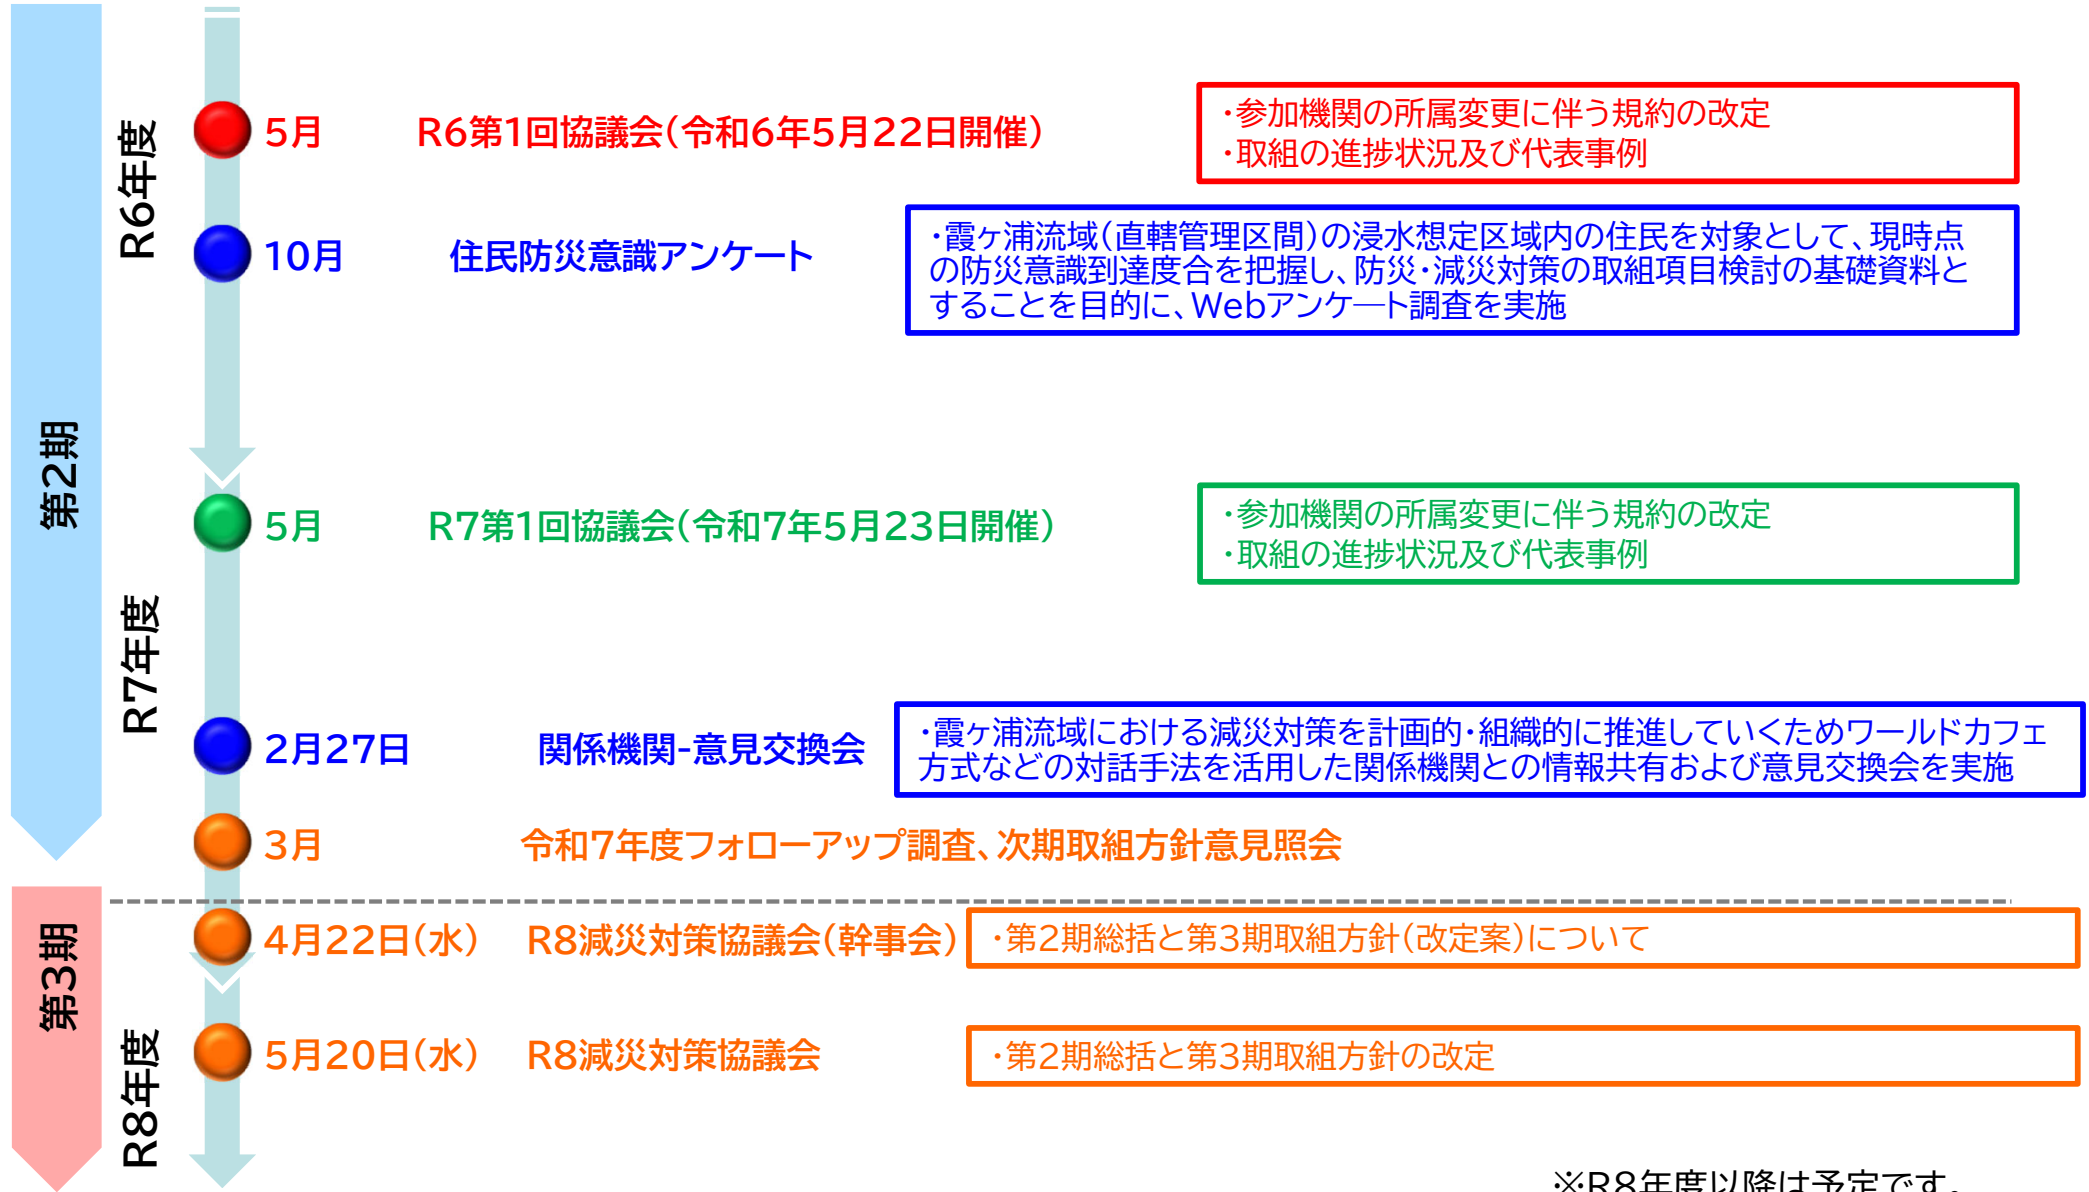 第2期
R6年度
5月 R6第1回協議会(令和6年5月22日開催)
・参加機関の所属変更に伴う規約の改定
・取組の進捗状況及び代表事例
10月 住民防災意識アンケート
・霞ヶ浦流域(直轄管理区間)の浸水想定区域内の住民を対象として、現時点
の防災意識到達度合を把握し、防災・減災対策の取組項目検討の基礎資料と
することを目的に、Webアンケート調査を実施
R7年度
5月 R7第1回協議会(令和7年5月23日開催)
・参加機関の所属変更に伴う規約の改定
・取組の進捗状況及び代表事例
2月27日 関係機関-意見交換会
・霞ヶ浦流域における減災対策を計画的・組織的に推進していくためワールドカフェ
方式などの対話手法を活用した関係機関との情報共有および意見交換会を実施
3月 令和7年度フォローアップ調査、次期取組方針意見照会
第3期
R8年度
4月22日(水) R8減災対策協議会(幹事会)
・第2期総括と第3期取組方針(改定案)について
5月20日(水) R8減災対策協議会
・第2期総括と第3期取組方針の改定
※R8年度以降は予定です。